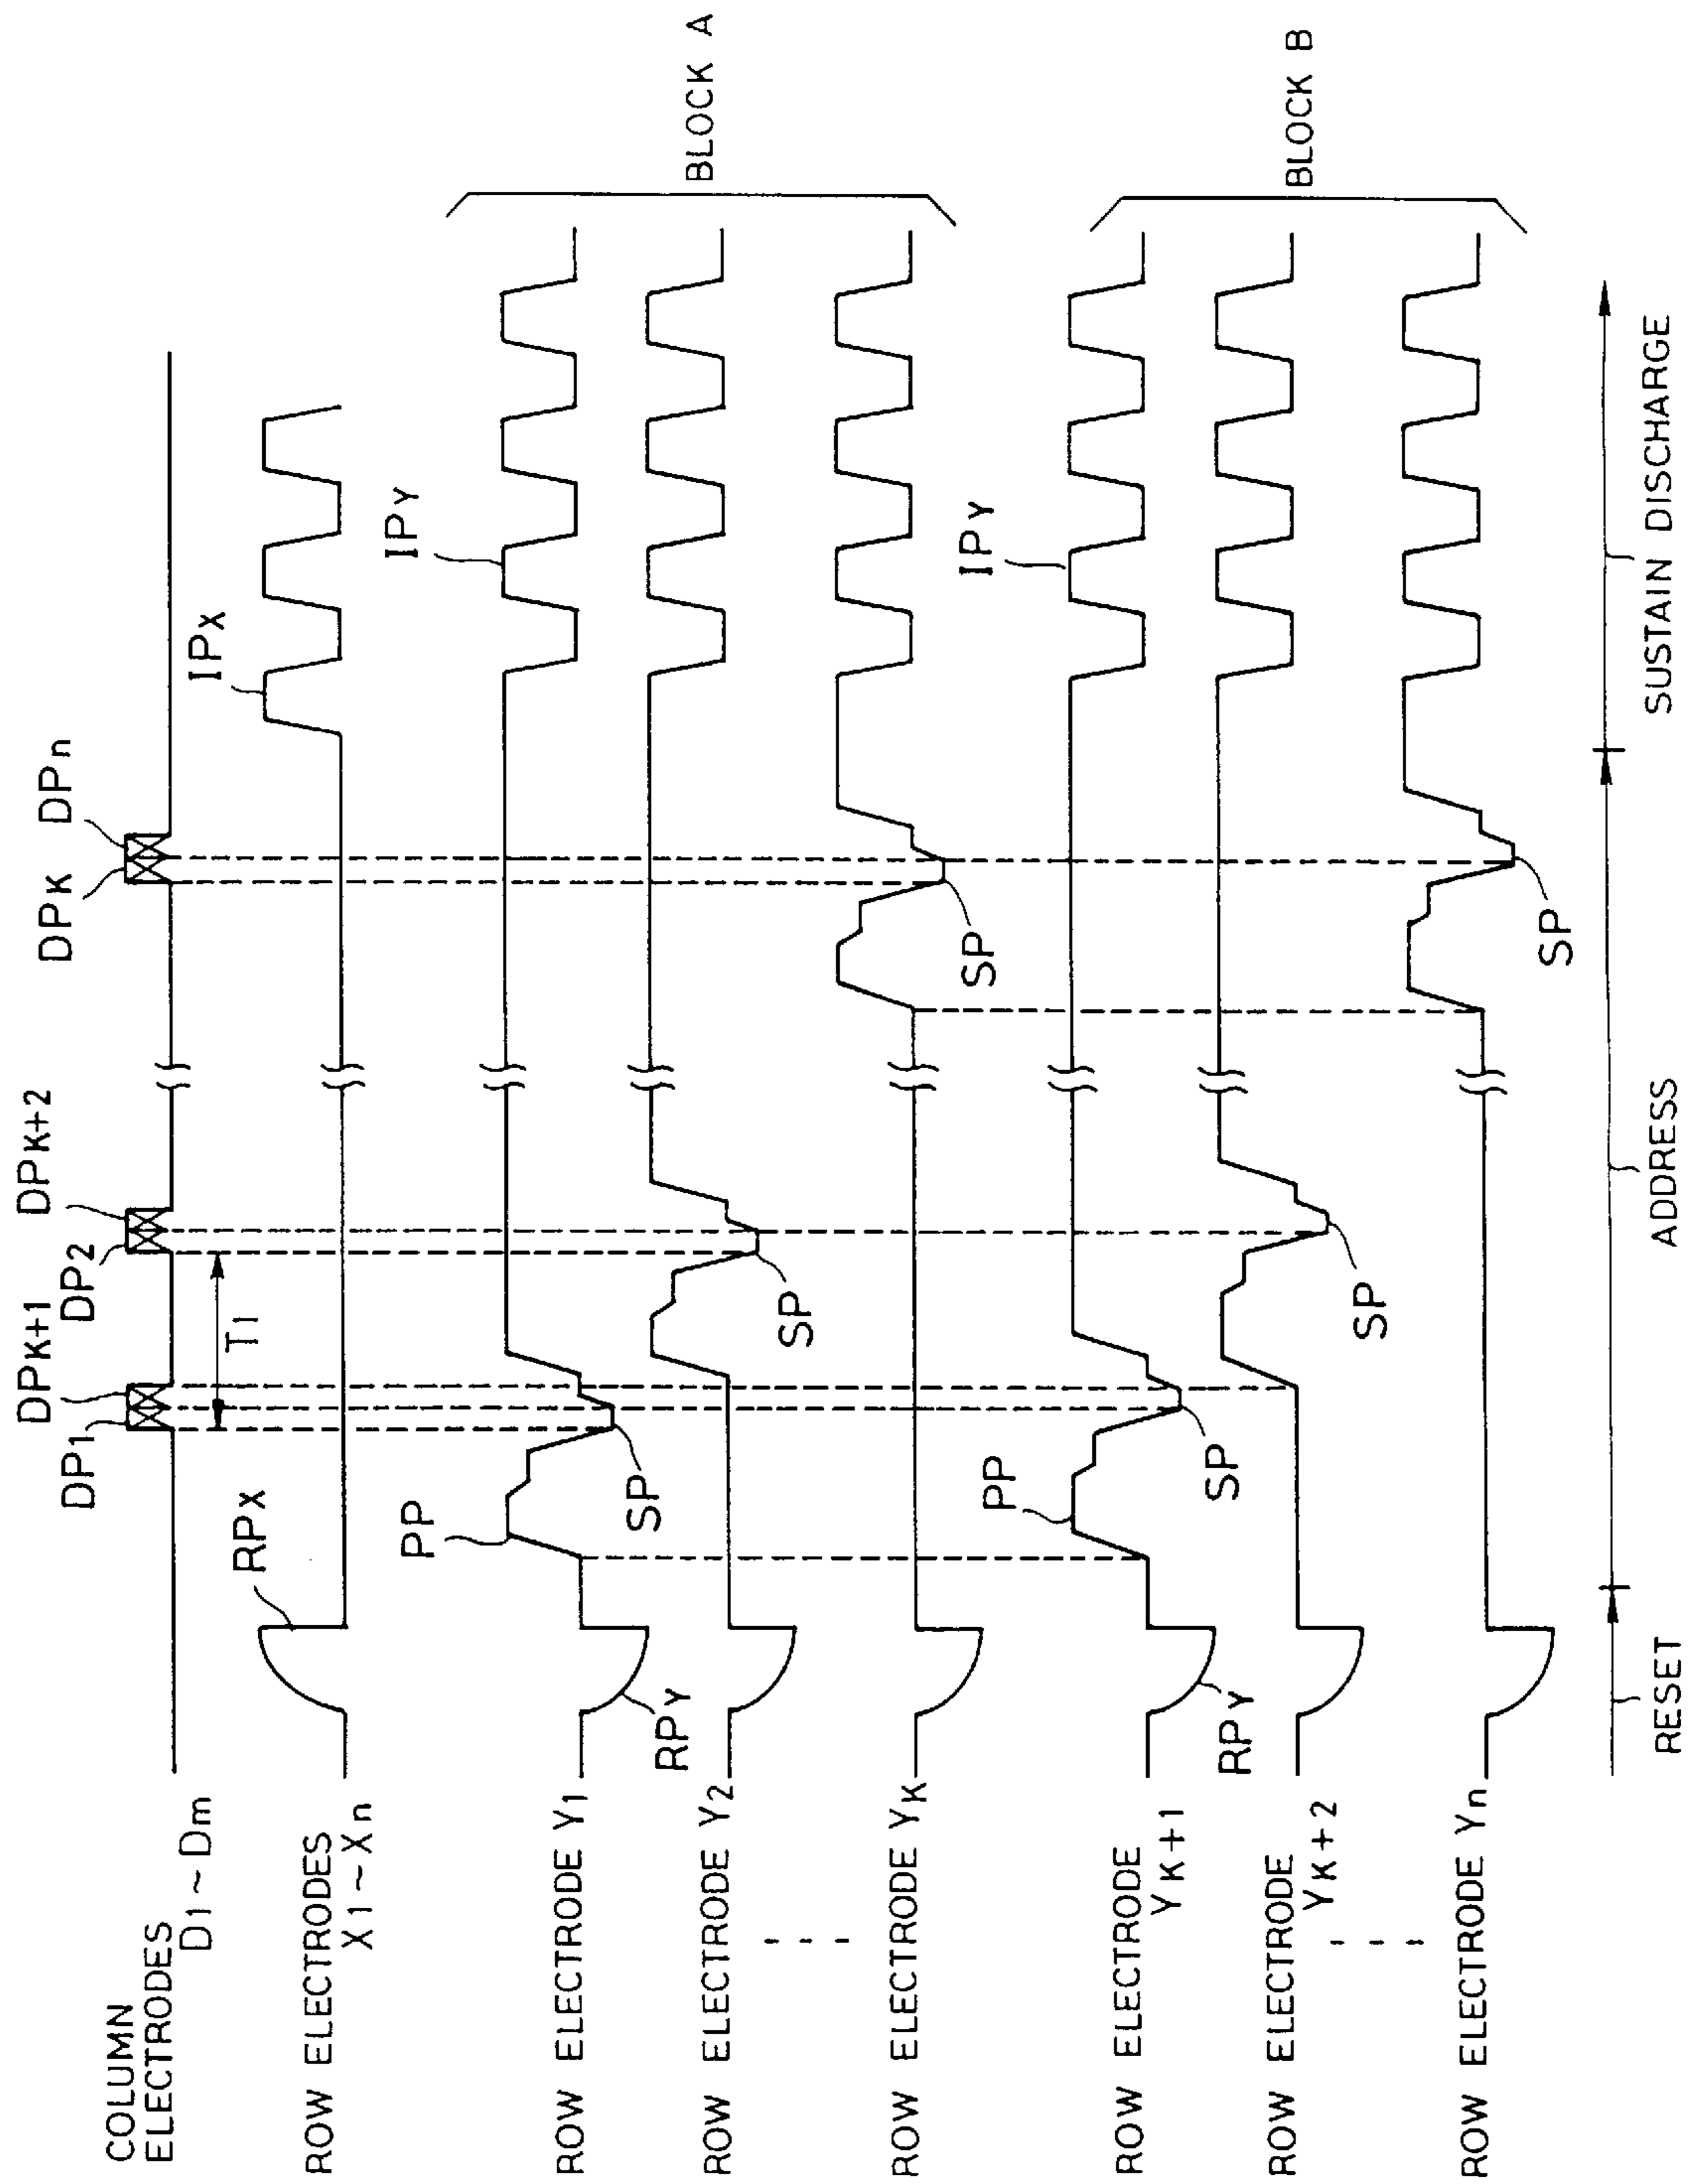 COLUMN
ELECTRODES
D1~Dm
DP1
DPK+1
DP2
DPK+2
DPK
DPn
T1
ROW ELECTRODES
X1~Xn
RPX
IPX
ROW ELECTRODE Y1
RPY
PP
SP
IPY
ROW ELECTRODE Y2
SP
ROW ELECTRODE YK
SP
BLOCK A
ROW ELECTRODE
YK+1
RPY
PP
SP
IPY
ROW ELECTRODE
YK+2
SP
ROW ELECTRODE Yn
SP
BLOCK B
RESET
ADDRESS
SUSTAIN DISCHARGE